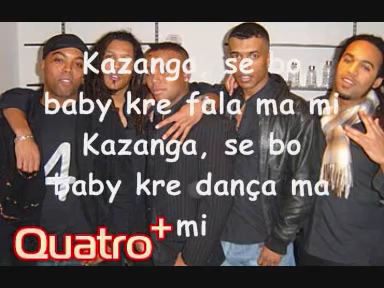 Kazanga, se bo
baby kre fala ma mi
Kazanga, se bo
baby kre dança ma
mi
4
Quatro+